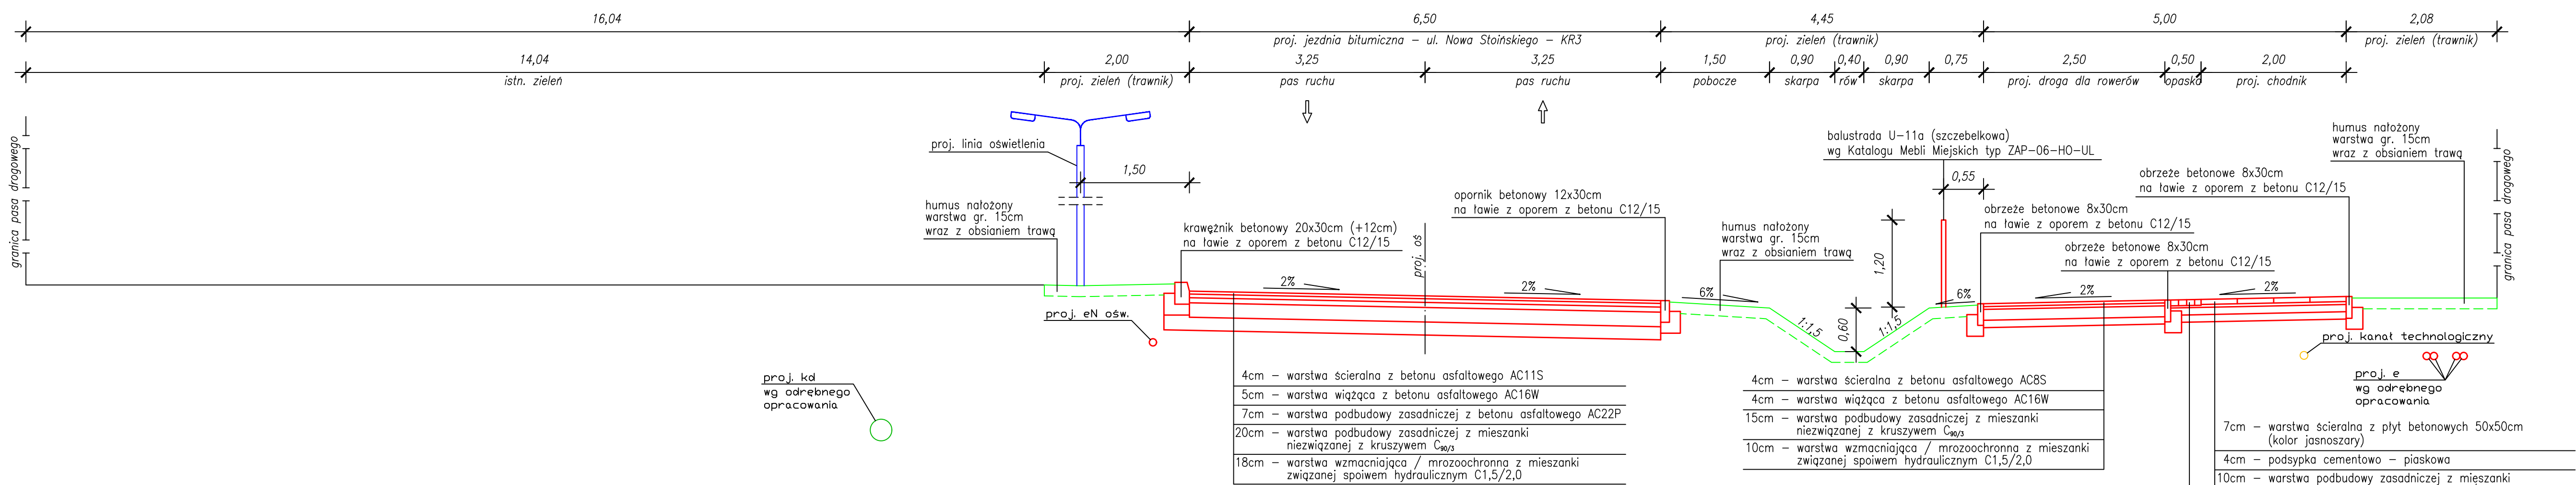 16,04
6,50
4,45
5,00
2,08
proj. jezdnia bitumiczna – ul. Nowa Stoińskiego – KR3
proj. zieleń (trawnik)
proj. zieleń (trawnik)
14,04
2,00
3,25
3,25
1,50
0,90
0,40
0,90
0,75
2,50
0,50
2,00
istn. zieleń
proj. zieleń (trawnik)
pas ruchu
pas ruchu
pobocze
skarpa
rów
skarpa
proj. droga dla rowerów
opaska
proj. chodnik
granica pasa drogowego
proj. linia oświetlenia
1,50
humus nałożony
warstwa gr. 15cm
wraz z obsianiem trawą
krawężnik betonowy 20x30cm (+12cm)
na ławie z oporem z betonu C12/15
proj. oś
opornik betonowy 12x30cm
na ławie z oporem z betonu C12/15
humus nałożony
warstwa gr. 15cm
wraz z obsianiem trawą
balustrada U-11a (szczebelkowa)
wg Katalogu Mebli Miejskich typ ZAP-06-HO-UL
0,55
1,20
obrzeże betonowe 8x30cm
na ławie z oporem z betonu C12/15
obrzeże betonowe 8x30cm
na ławie z oporem z betonu C12/15
obrzeże betonowe 8x30cm
na ławie z oporem z betonu C12/15
humus nałożony
warstwa gr. 15cm
wraz z obsianiem trawą
granica pasa drogowego
2%
2%
6%
1:1,5
0,60
1:1,5
6%
2%
2%
proj. eN ośw.
proj. kd
wg odrębnego
opracowania
proj. kanał technologiczny
proj. e
wg odrębnego
opracowania
4cm – warstwa ścieralna z betonu asfaltowego AC11S
5cm – warstwa wiążąca z betonu asfaltowego AC16W
7cm – warstwa podbudowy zasadniczej z betonu asfaltowego AC22P
20cm – warstwa podbudowy zasadniczej z mieszanki
niezwiązanej z kruszywem C90/3
18cm – warstwa wzmacniająca / mrozoochronna z mieszanki
związanej spoiwem hydraulicznym C1,5/2,0
4cm – warstwa ścieralna z betonu asfaltowego AC8S
4cm – warstwa wiążąca z betonu asfaltowego AC16W
15cm – warstwa podbudowy zasadniczej z mieszanki
niezwiązanej z kruszywem C90/3
10cm – warstwa wzmacniająca / mrozoochronna z mieszanki
związanej spoiwem hydraulicznym C1,5/2,0
7cm – warstwa ścieralna z płyt betonowych 50x50cm
(kolor jasnoszary)
4cm – podsypka cementowo – piaskowa
10cm – warstwa podbudowy zasadniczej z mieszanki